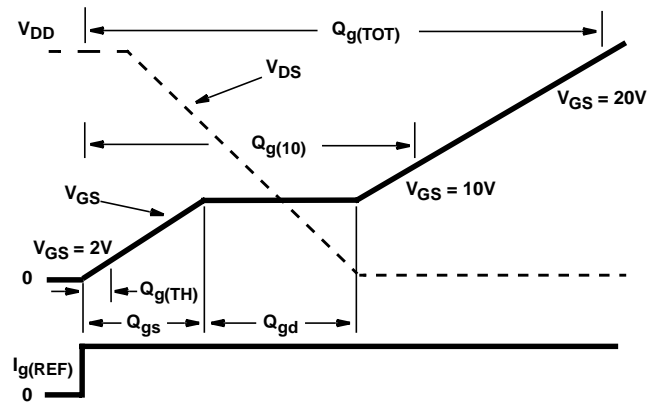 V_DD
Q_g(TOT)
V_DS
V_GS = 20V
Q_g(10)
V_GS
V_GS = 10V
V_GS = 2V
0
Q_g(TH)
Q_gs
Q_gd
I_g(REF)
0